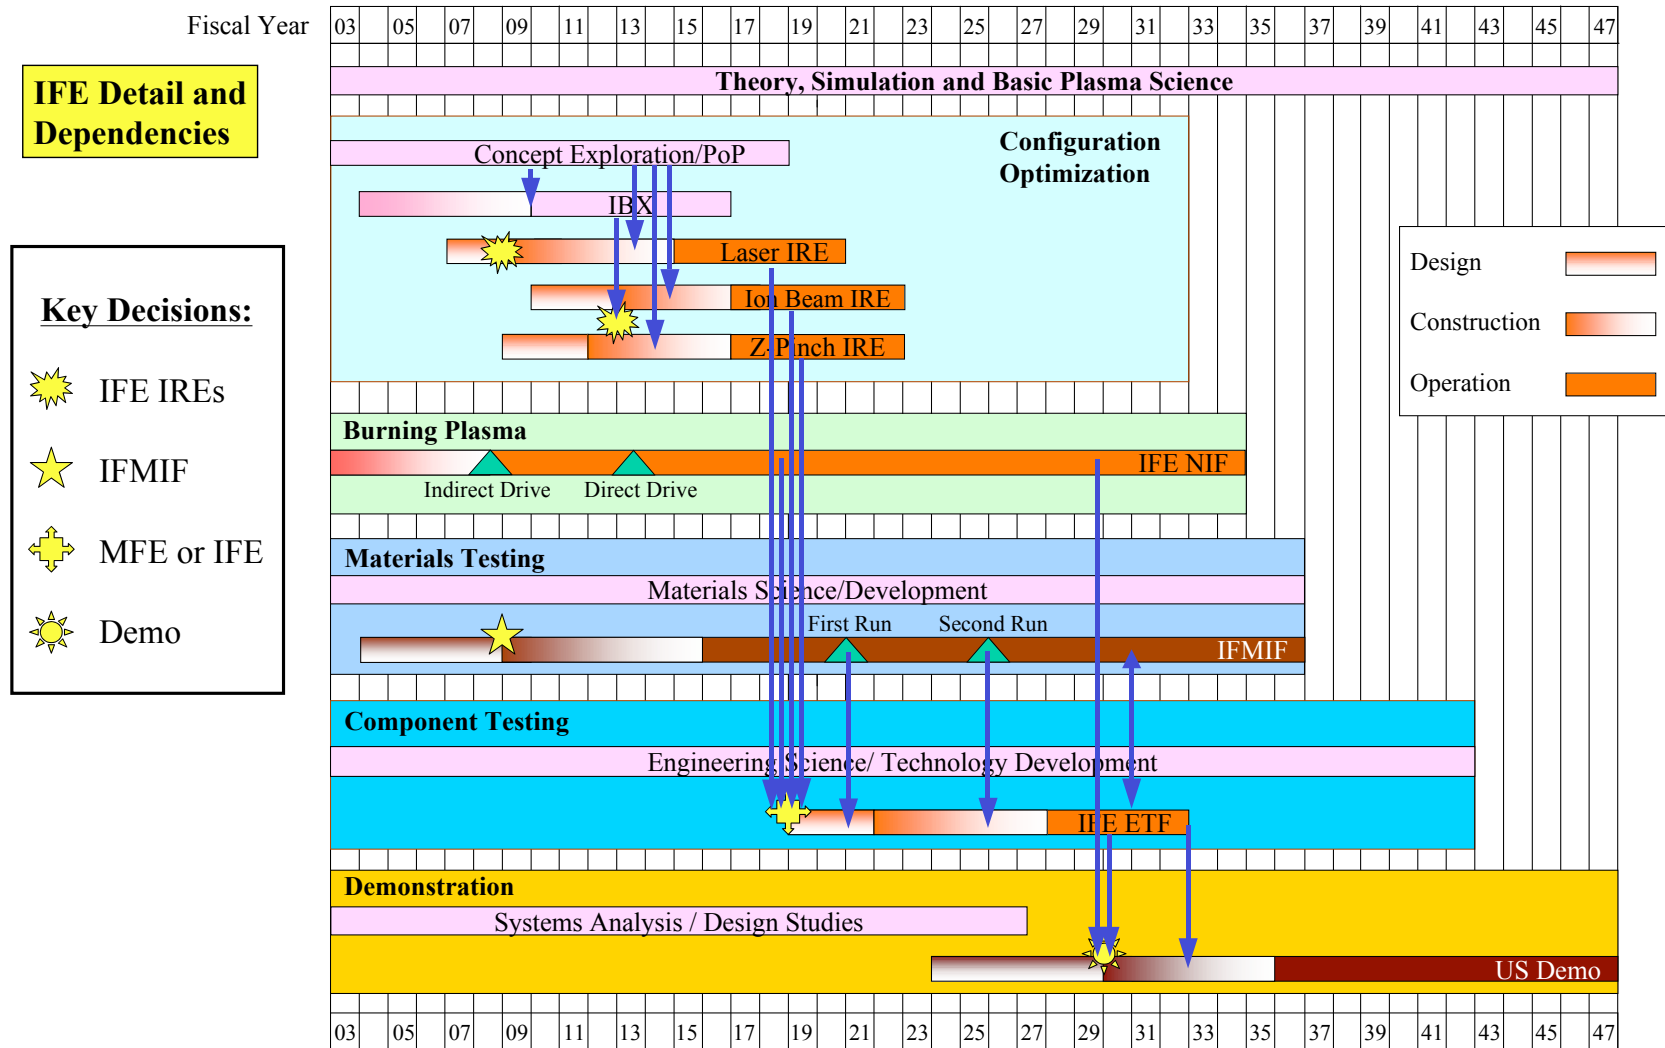 Fiscal Year
03 05 07 09 11 13 15 17 19 21 23 25 27 29 31 33 35 37 39 41 43 45 47
IFE Detail and
Dependencies
Theory, Simulation and Basic Plasma Science
Configuration
Optimization
Concept Exploration/PoP
IBX
Laser IRE
Ion Beam IRE
Z-Pinch IRE
Key Decisions:
IFE IREs
IFMIF
MFE or IFE
Demo
Design
Construction
Operation
Burning Plasma
IFE NIF
Indirect Drive
Direct Drive
Materials Testing
Materials Science/Development
First Run
Second Run
IFMIF
Component Testing
Engineering Science/ Technology Development
IFE ETF
Demonstration
Systems Analysis / Design Studies
US Demo
03 05 07 09 11 13 15 17 19 21 23 25 27 29 31 33 35 37 39 41 43 45 47